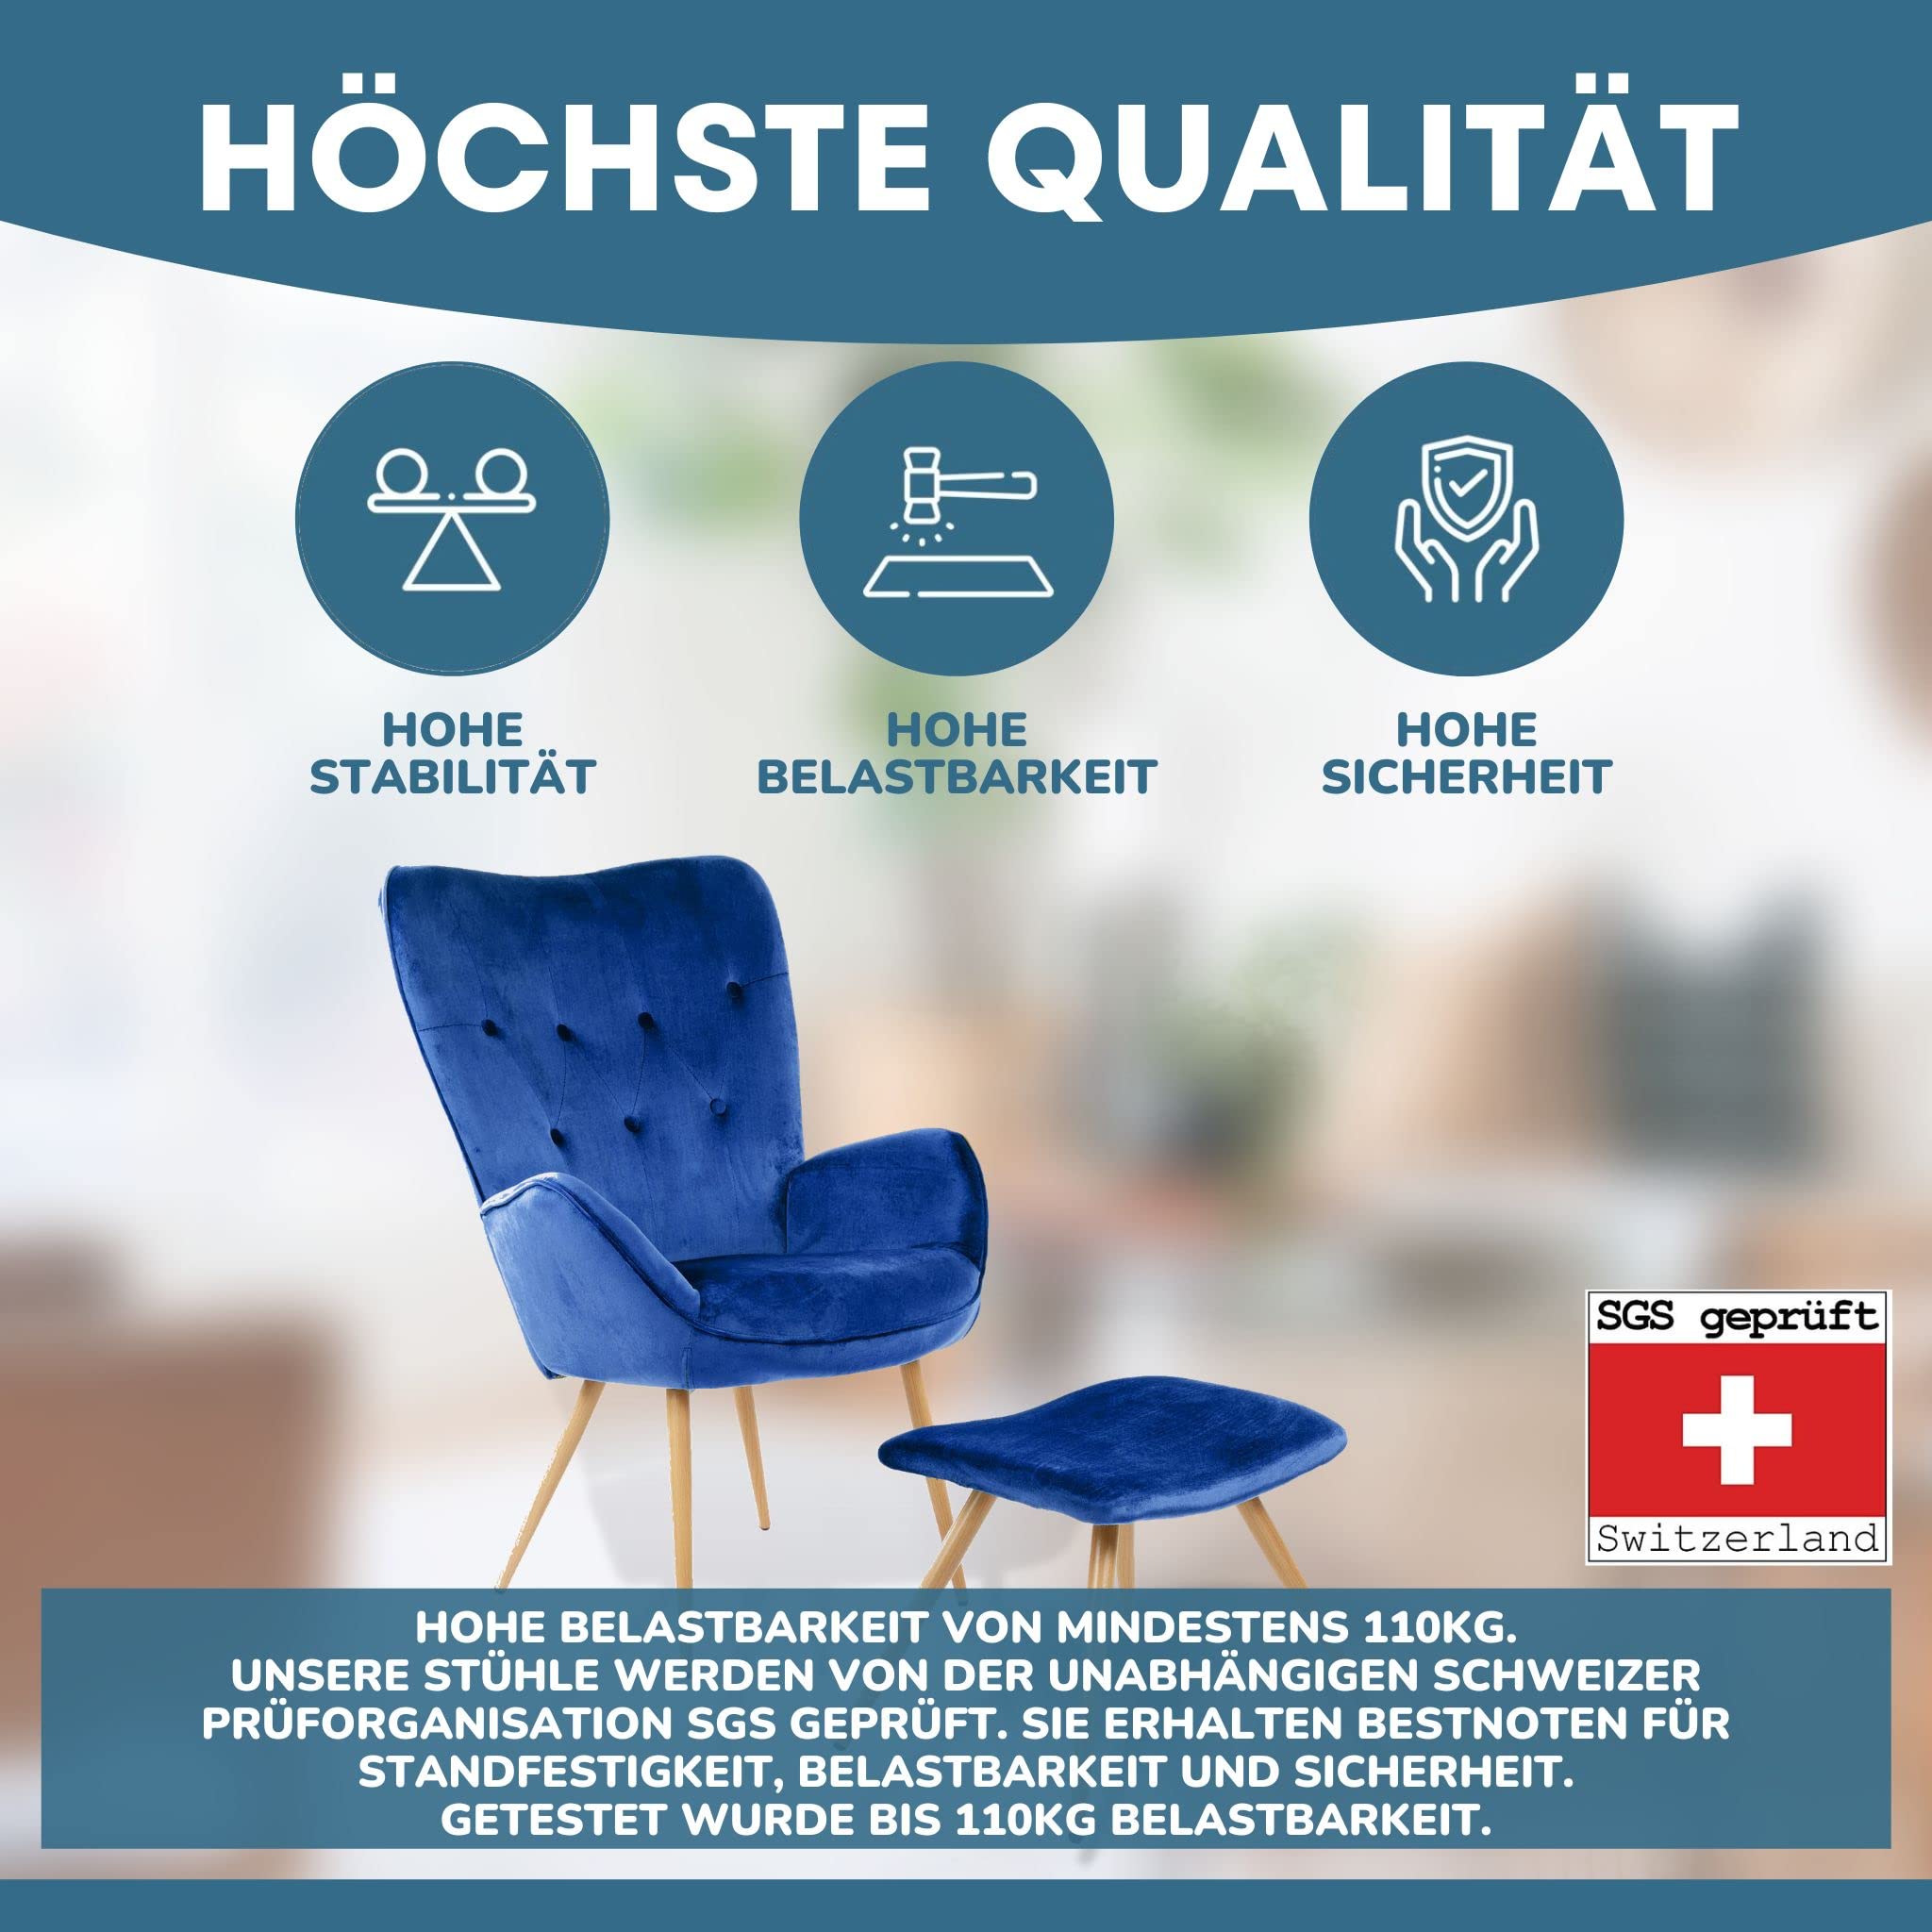 HÖCHSTE QUALITÄT
HOHE
STABILITÄT
HOHE
BELASTBARKEIT
HOHE
SICHERHEIT
SGS geprüft
Switzerland
HOHE BELASTBARKEIT VON MINDESTENS 110KG.
UNSERE STÜHLE WERDEN VON DER UNABHÄNGIGEN SCHWEIZER
PRÜFORGANISATION SGS GEPRÜFT. SIE ERHALTEN BESTNOTEN FÜR
STANDFESTIGKEIT, BELASTBARKEIT UND SICHERHEIT.
GETESTET WURDE BIS 110KG BELASTBARKEIT.